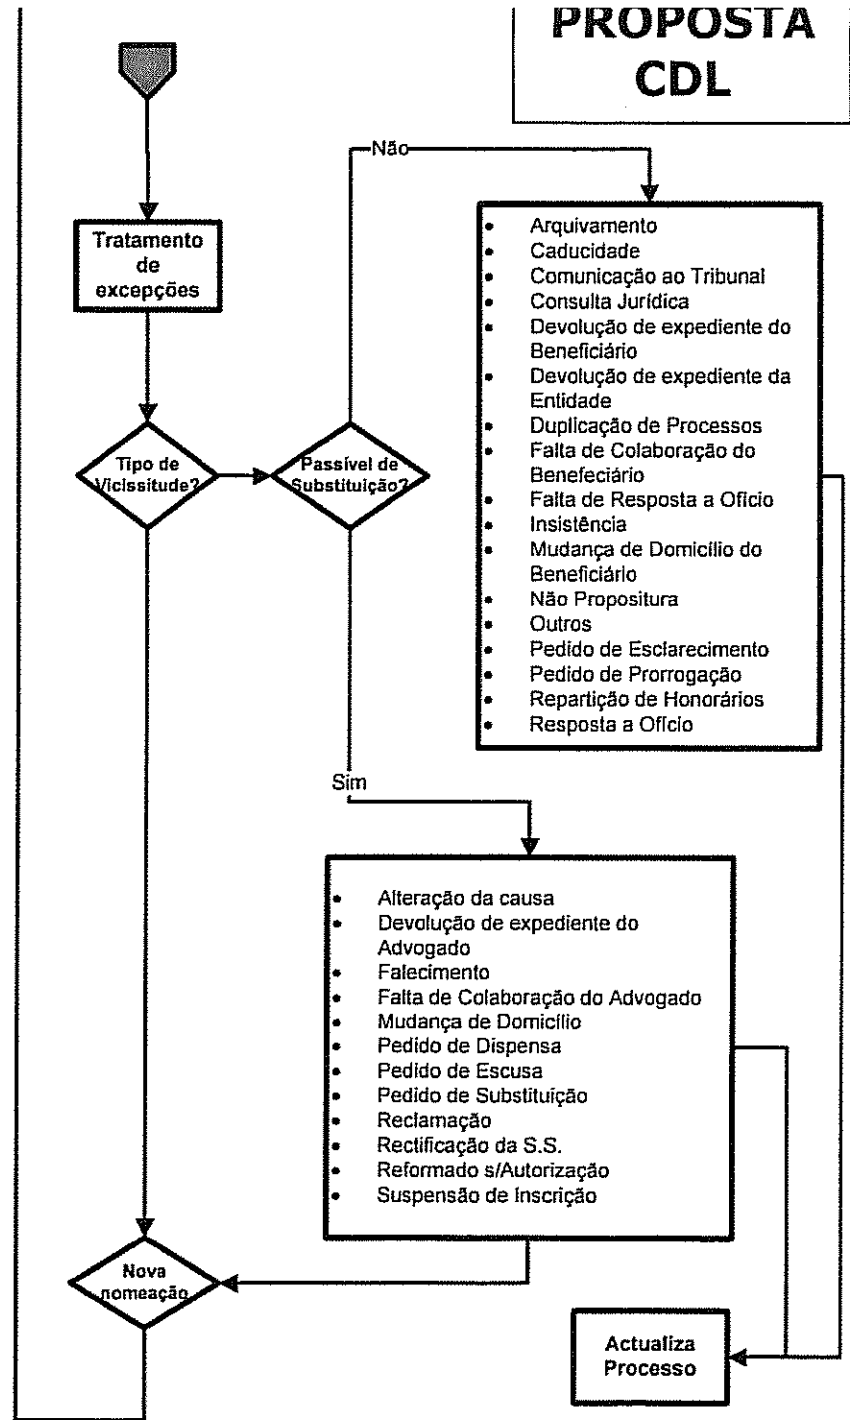 PROPOSTA
CDL
Não
Tratamento
de
excepções
• Arquivamento
• Caducidade
• Comunicação ao Tribunal
• Consulta Jurídica
• Devolução de expediente do
Beneficiário
• Devolução de expediente da
Entidade
• Duplicação de Processos
• Falta de Colaboração do
Benefeciário
• Falta de Resposta a Ofício
• Insistência
• Mudança de Domicílio do
Beneficiário
• Não Propositura
• Outros
• Pedido de Esclarecimento
• Pedido de Prorrogação
• Repartição de Honorários
• Resposta a Ofício
Tipo de
Vicissitude?
Passível de
Substituição?
Sim
• Alteração da causa
• Devolução de expediente do
Advogado
• Falecimento
• Falta de Colaboração do Advogado
• Mudança de Domicílio
• Pedido de Dispensa
• Pedido de Escusa
• Pedido de Substituição
• Reclamação
• Rectificação da S.S.
• Reformado s/Autorização
• Suspensão de Inscrição
Nova
nomeação
Actualiza
Processo